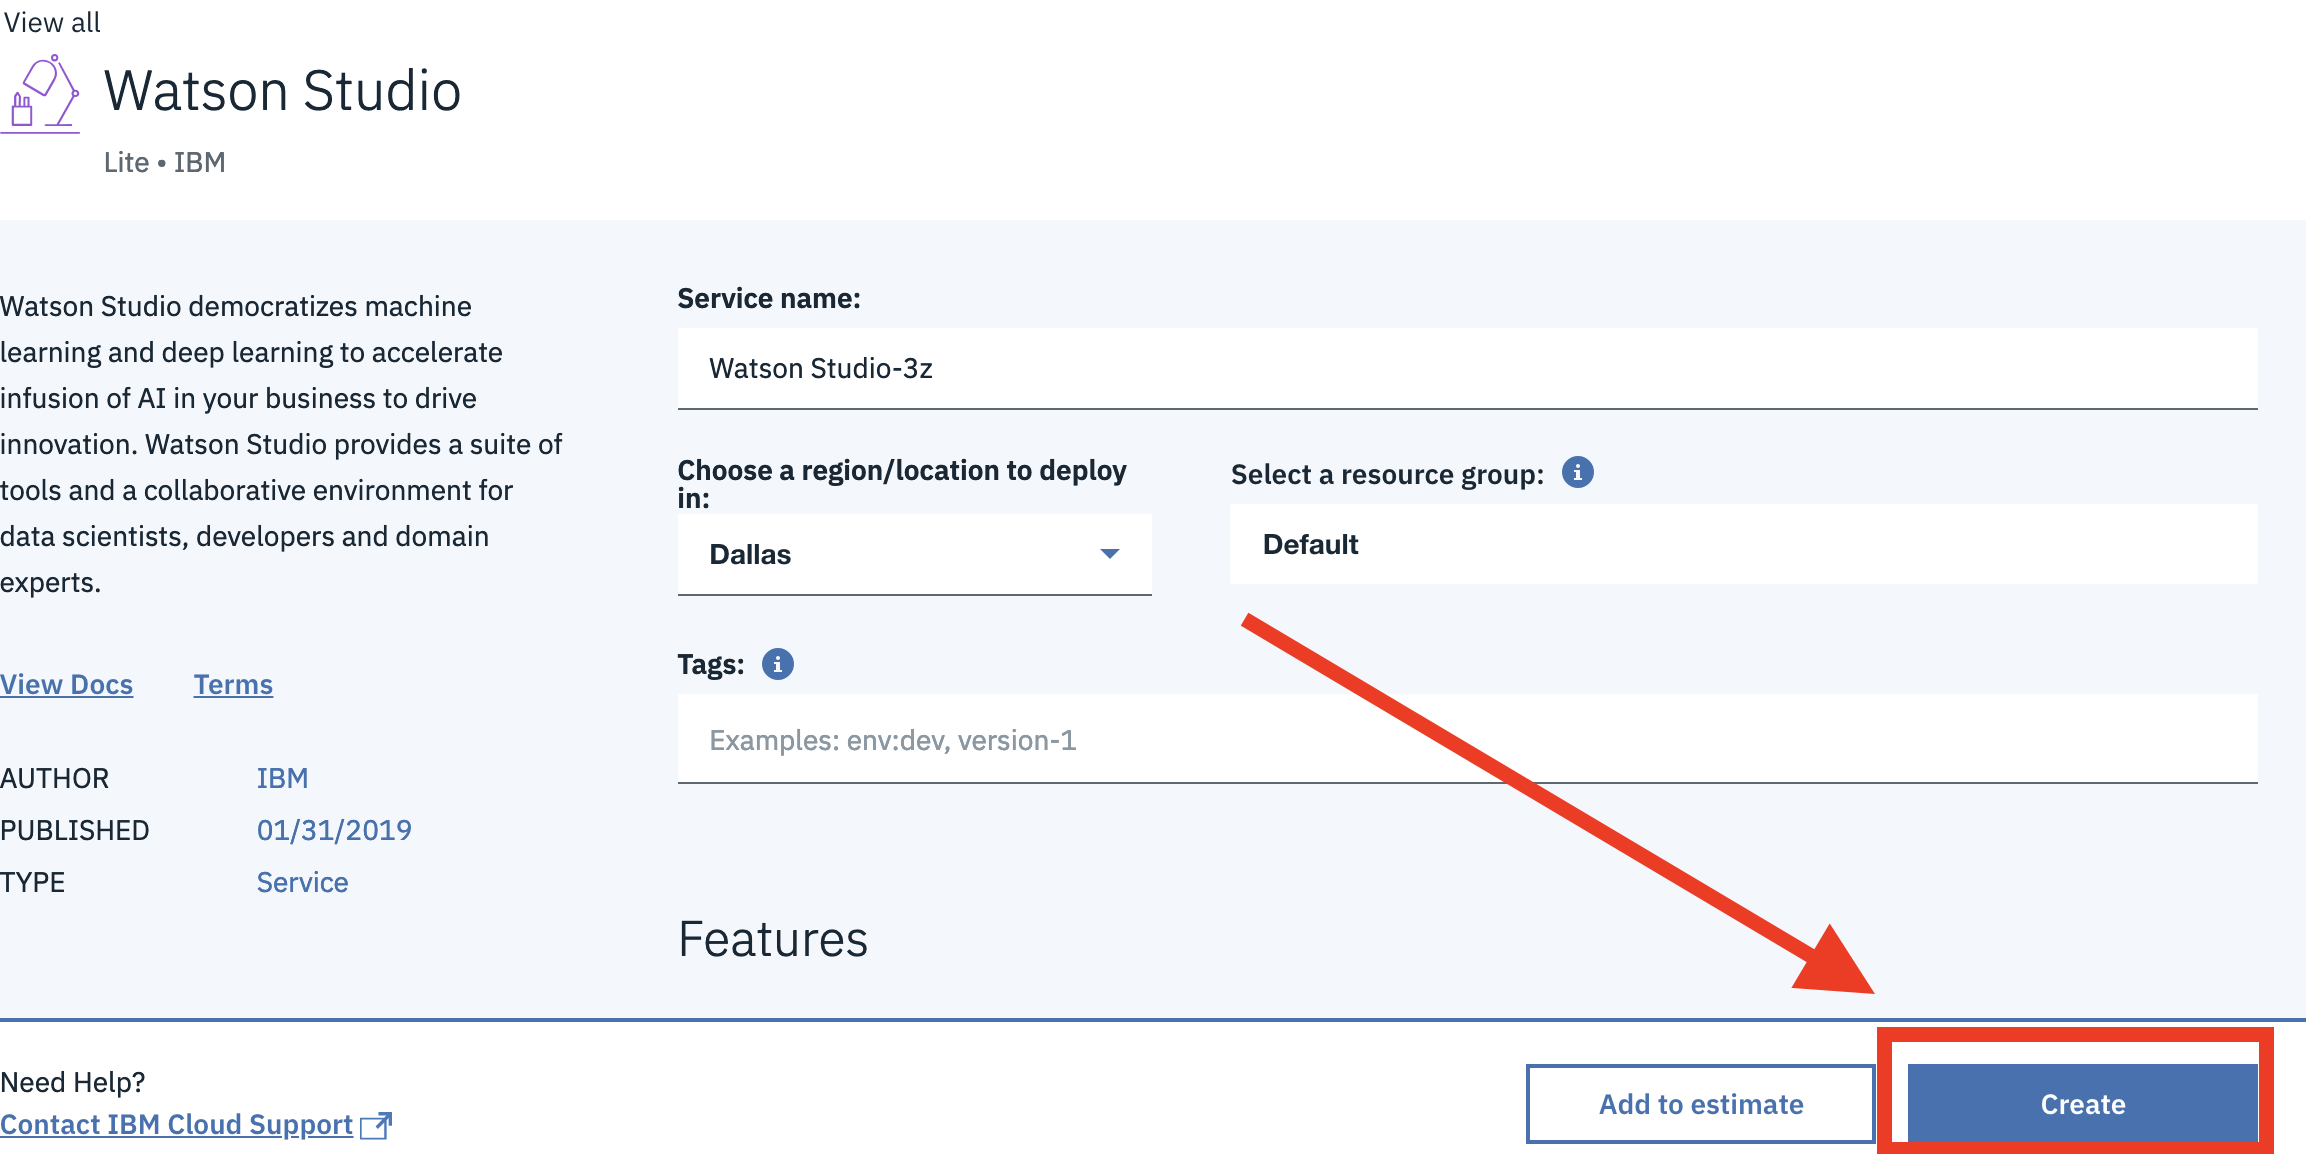 View all
Watson Studio
Lite • IBM
Watson Studio democratizes machine
learning and deep learning to accelerate
infusion of AI in your business to drive
innovation. Watson Studio provides a suite of
tools and a collaborative environment for
data scientists, developers and domain
experts.
View Docs Terms
AUTHOR IBM
PUBLISHED 01/31/2019
TYPE Service
Service name:
Watson Studio-3z
Choose a region/location to deploy
in:
Dallas
Select a resource group:
Default
Tags:
Examples: env:dev, version-1
Features
Need Help?
Contact IBM Cloud Support
Add to estimate
Create